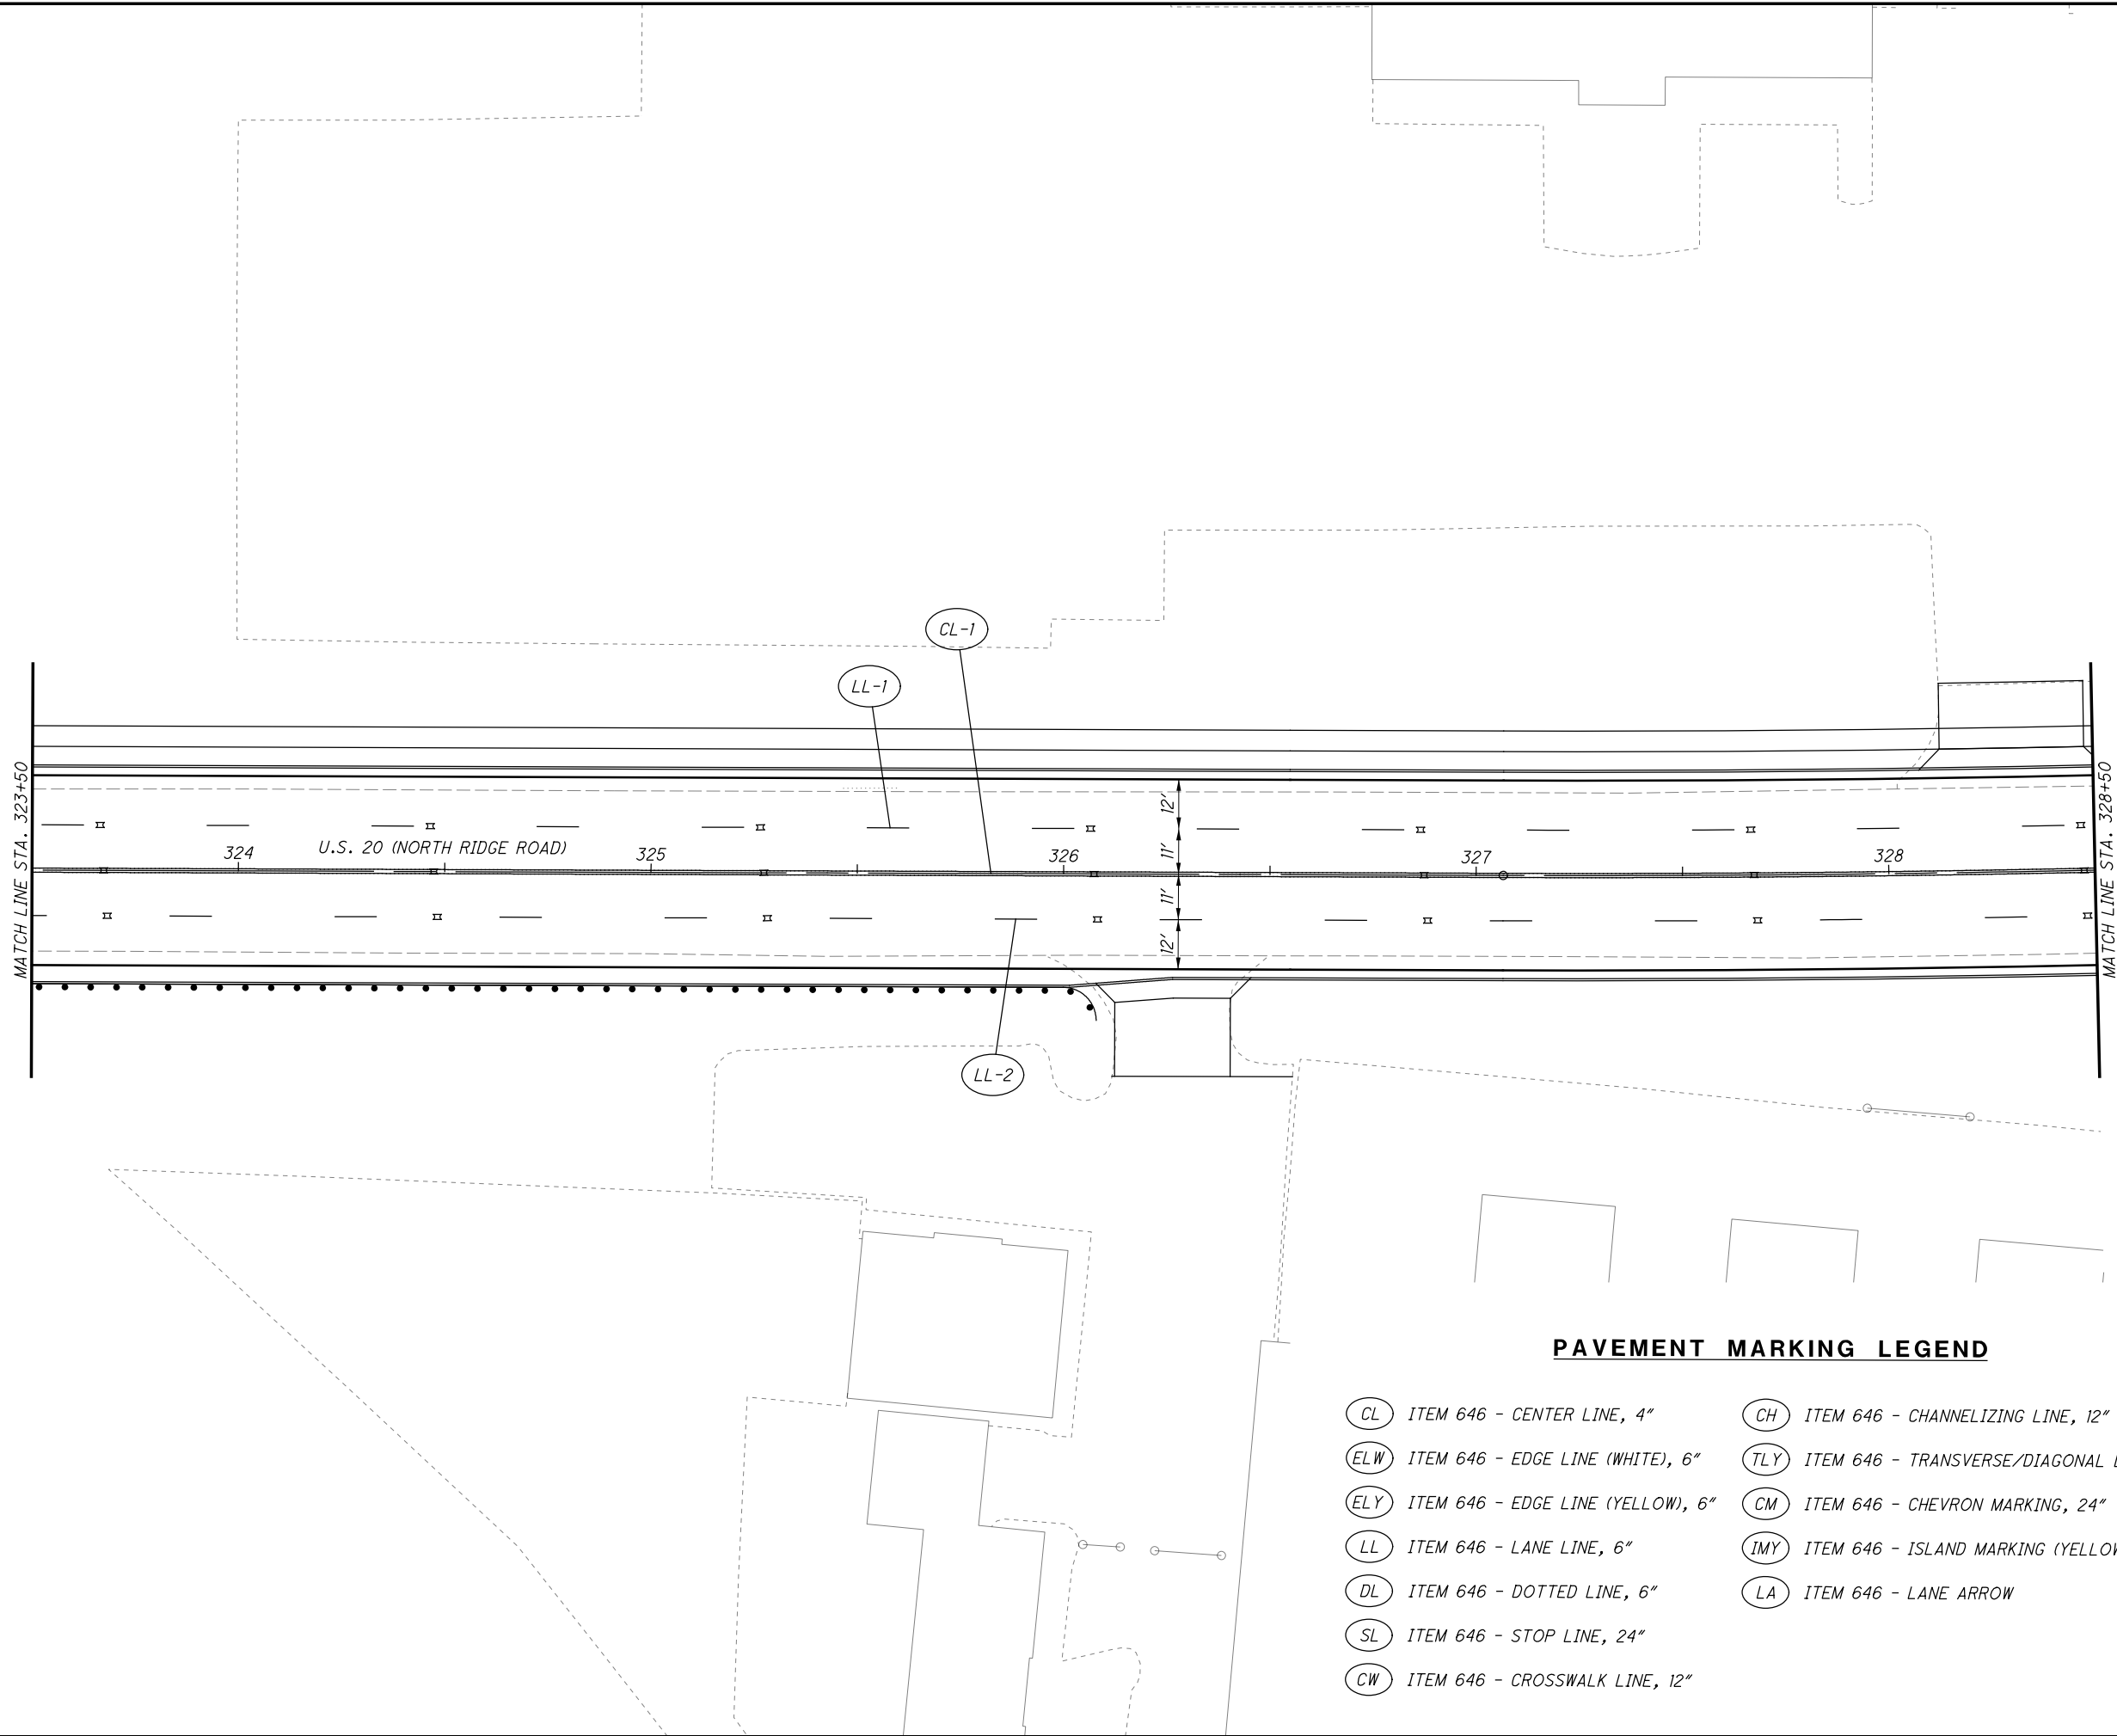 CL-1
LL-1
MATCH LINE STA. 323+50
MATCH LINE STA. 328+50
12'
11'
11'
12'
324
U.S. 20 (NORTH RIDGE ROAD)
325
326
327
328
LL-2
PAVEMENT MARKING LEGEND
CL ITEM 646 - CENTER LINE, 4"
ELW ITEM 646 - EDGE LINE (WHITE), 6"
ELY ITEM 646 - EDGE LINE (YELLOW), 6"
LL ITEM 646 - LANE LINE, 6"
DL ITEM 646 - DOTTED LINE, 6"
SL ITEM 646 - STOP LINE, 24"
CW ITEM 646 - CROSSWALK LINE, 12"
CH ITEM 646 - CHANNELIZING LINE, 12"
TLY ITEM 646 - TRANSVERSE/DIAGONAL
CM ITEM 646 - CHEVRON MARKING, 24"
IMY ITEM 646 - ISLAND MARKING (YELLO
LA ITEM 646 - LANE ARROW